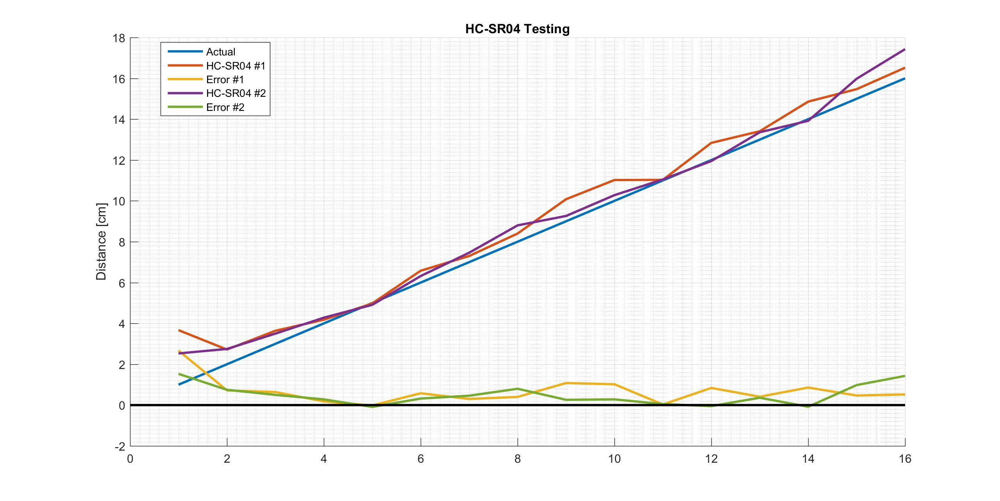 HC-SR04 Testing
18
16
14
12
10
8
6
4
2
0
-2
Distance [cm]
Actual
HC-SR04 #1
Error #1
HC-SR04 #2
Error #2
0 2 4 6 8 10 12 14 16